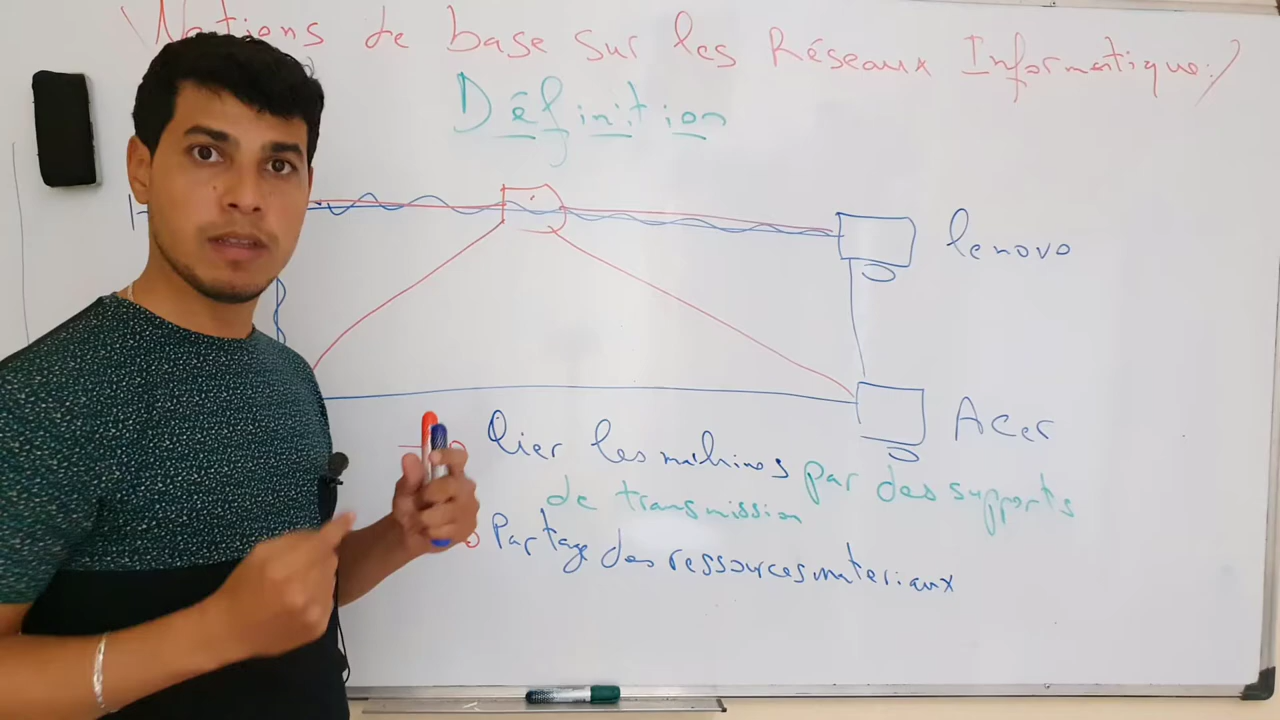 Notions de base sur les Réseaux Informatique:
Définition
lenovo
Acer
lier les machines par des supports
de transmission
Partage des ressources materiaux